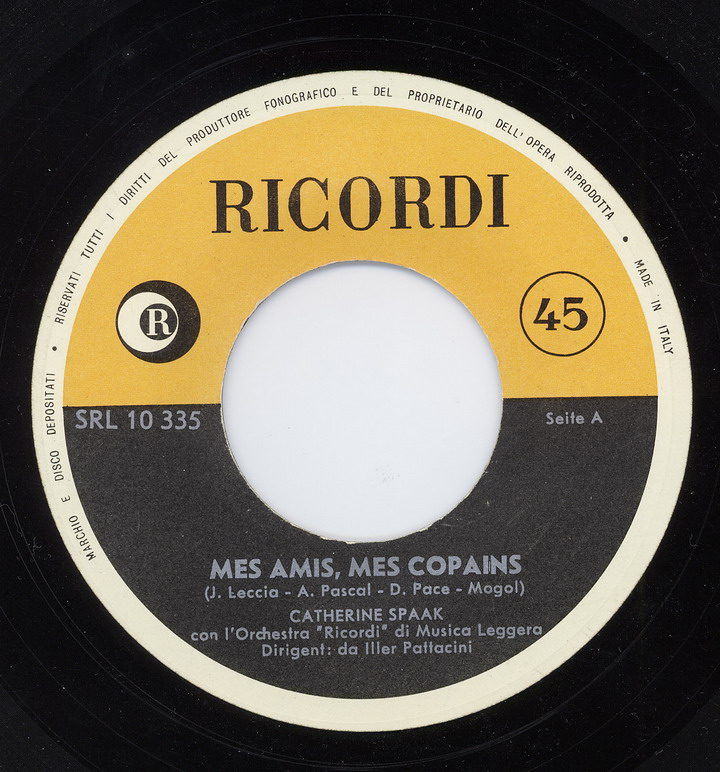 MARCHIO E DISCO DEPOSITATI • RISERVATI TUTTI I DIRITTI DEL PRODUTTORE FONOGRAFICO E DEL PROPRIETARIO DELL'OPERA RIPRODOTTA • MADE IN ITALY
RICORDI
R
45
SRL 10 335
Seite A
MES AMIS, MES COPAINS
(J. Leccia - A. Pascal - D. Pace - Mogol)
CATHERINE SPAAK
con l'Orchestra "Ricordi" di Musica Leggera
Dirigent: da Iller Pattacini